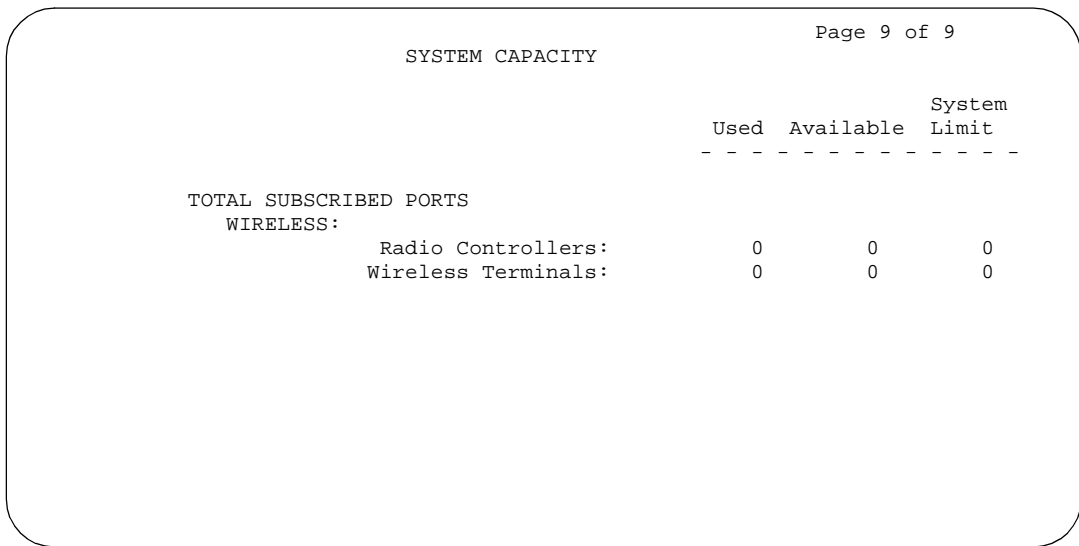 Page 9 of 9
SYSTEM CAPACITY
System
Used Available Limit
- - - - - - - - - - - - - -
TOTAL SUBSCRIBED PORTS
WIRELESS:
Radio Controllers: 0 0 0
Wireless Terminals: 0 0 0